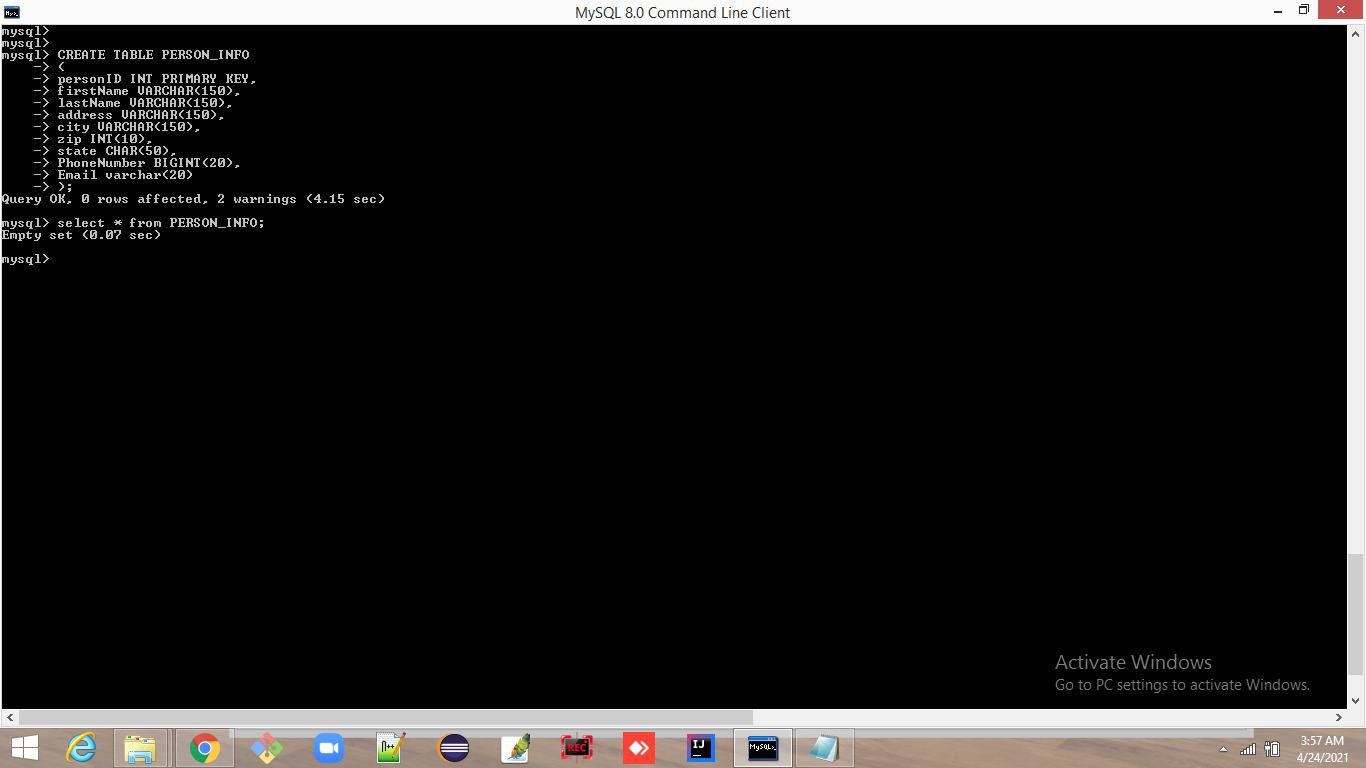 MySQL 8.0 Command Line Client
mysql>
mysql>
mysql> CREATE TABLE PERSON_INFO
-> (
-> personID INT PRIMARY KEY,
-> firstName VARCHAR(150),
-> lastName VARCHAR(150),
-> address VARCHAR(150),
-> city VARCHAR(150),
-> zip INT(10),
-> state CHAR(50),
-> PhoneNumber BIGINT(20),
-> Email varchar(20)
-> );
Query OK, 0 rows affected, 2 warnings (4.15 sec)
mysql> select * from PERSON_INFO;
Empty set (0.07 sec)
mysql>
Activate Windows
Go to PC settings to activate Windows.
REC
IJ
MySQL
3:57 AM
4/24/2021